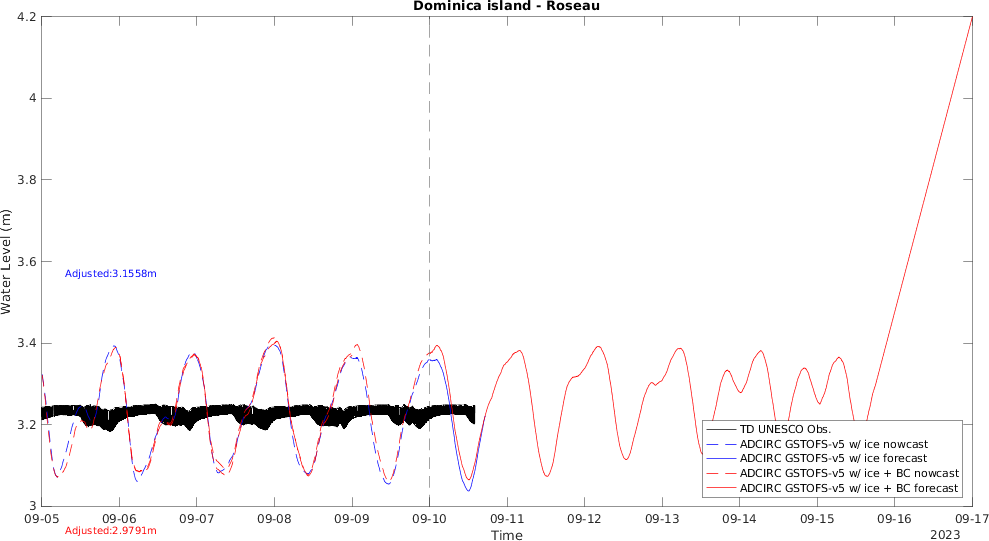 Dominica island - Roseau
4.2
4
3.8
3.6
3.4
3.2
3
Water Level (m)
Adjusted:3.1558m
TD UNESCO Obs.
ADCIRC GSTOFS-v5 w/ ice nowcast
ADCIRC GSTOFS-v5 w/ ice forecast
ADCIRC GSTOFS-v5 w/ ice + BC nowcast
ADCIRC GSTOFS-v5 w/ ice + BC forecast
09-05 09-06 09-07 09-08 09-09 09-10 09-11 09-12 09-13 09-14 09-15 09-16 09-17
Adjusted:2.9791m
Time
2023